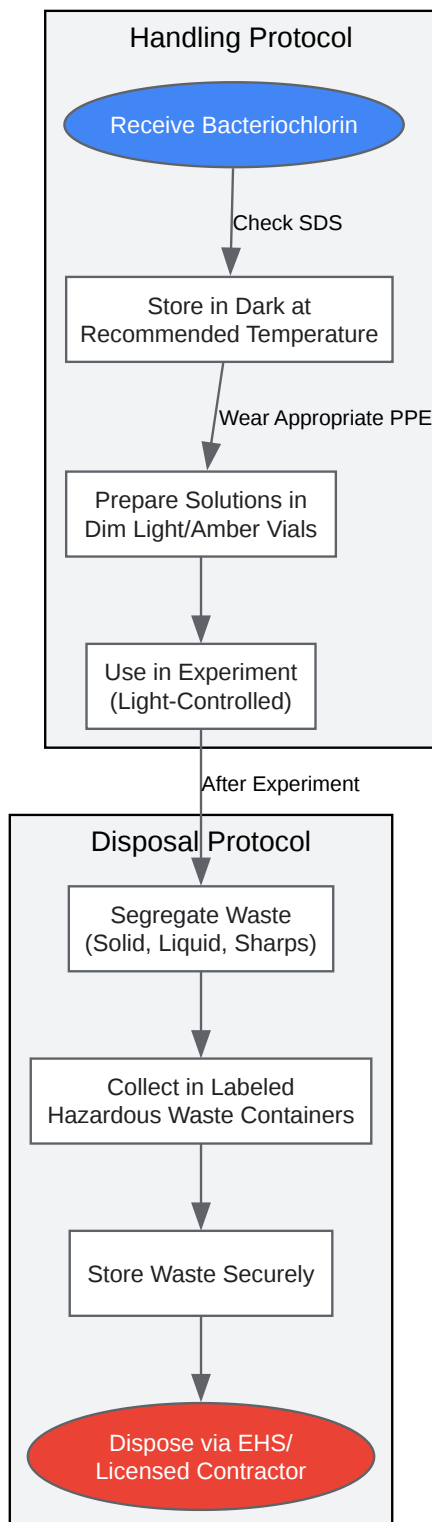 Handling Protocol
Receive Bacteriochlorin
Check SDS
Store in Dark at
Recommended Temperature
Wear Appropriate PPE
Prepare Solutions in
Dim Light/Amber Vials
Use in Experiment
(Light-Controlled)
After Experiment
Disposal Protocol
Segregate Waste
(Solid, Liquid, Sharps)
Collect in Labeled
Hazardous Waste Containers
Store Waste Securely
Dispose via EHS/
Licensed Contractor